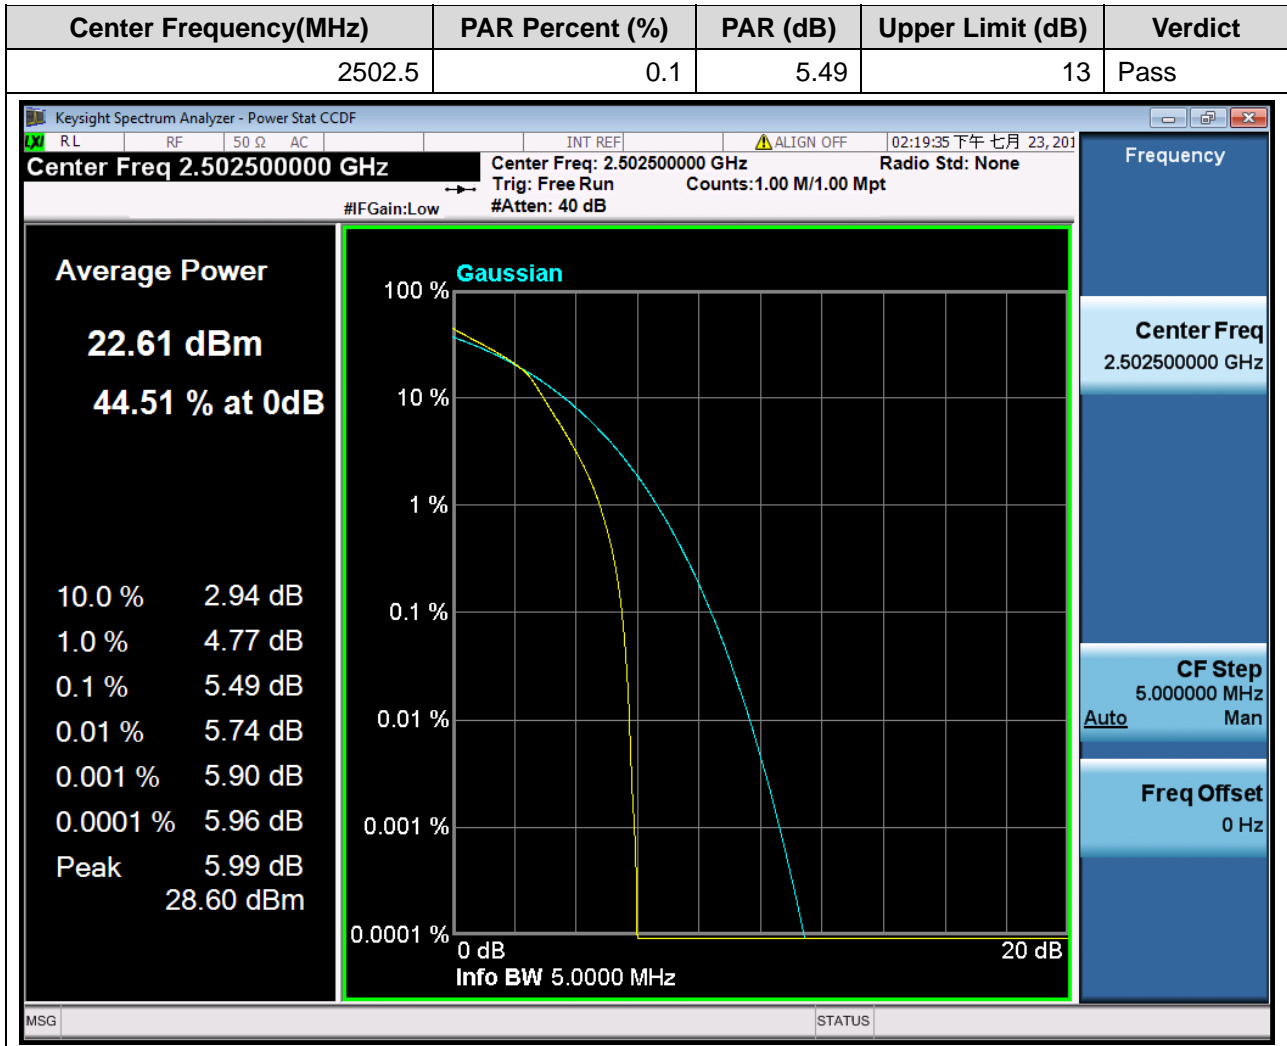 Center Frequency(MHz) PAR Percent (%) PAR (dB) Upper Limit (dB) Verdict
2502.5 0.1 5.49 13 Pass
Keysight Spectrum Analyzer - Power Stat CCDF
LXI RL RF 50 Ω AC INT REF ALIGN OFF 02:19:35 下午 七月 23, 201
Center Freq 2.502500000 GHz
Center Freq: 2.502500000 GHz Radio Std: None
Trig: Free Run Counts:1.00 M/1.00 Mpt
#IFGain:Low #Atten: 40 dB
Average Power
22.61 dBm
44.51 % at 0dB
10.0 % 2.94 dB
1.0 % 4.77 dB
0.1 % 5.49 dB
0.01 % 5.74 dB
0.001 % 5.90 dB
0.0001 % 5.96 dB
Peak 5.99 dB
28.60 dBm
Gaussian
100 %
10 %
1 %
0.1 %
0.01 %
0.001 %
0.0001 %
0 dB 20 dB
Info BW 5.0000 MHz
Frequency
Center Freq
2.502500000 GHz
CF Step
5.000000 MHz
Auto Man
Freq Offset
0 Hz
MSG STATUS